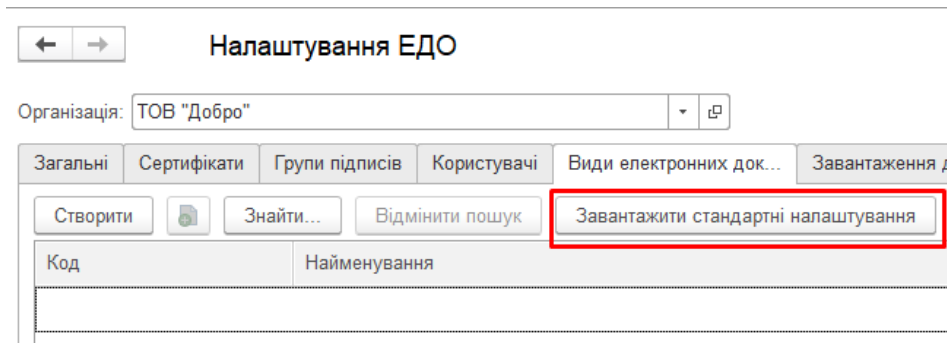 Налаштування ЕДО
Організація: ТОВ "Добро"
Загальні Сертифікати Групи підписів Користувачі Види електронних док... Завантаження
Створити Знайти... Відмінити пошук Завантажити стандартні налаштування
Код Найменування